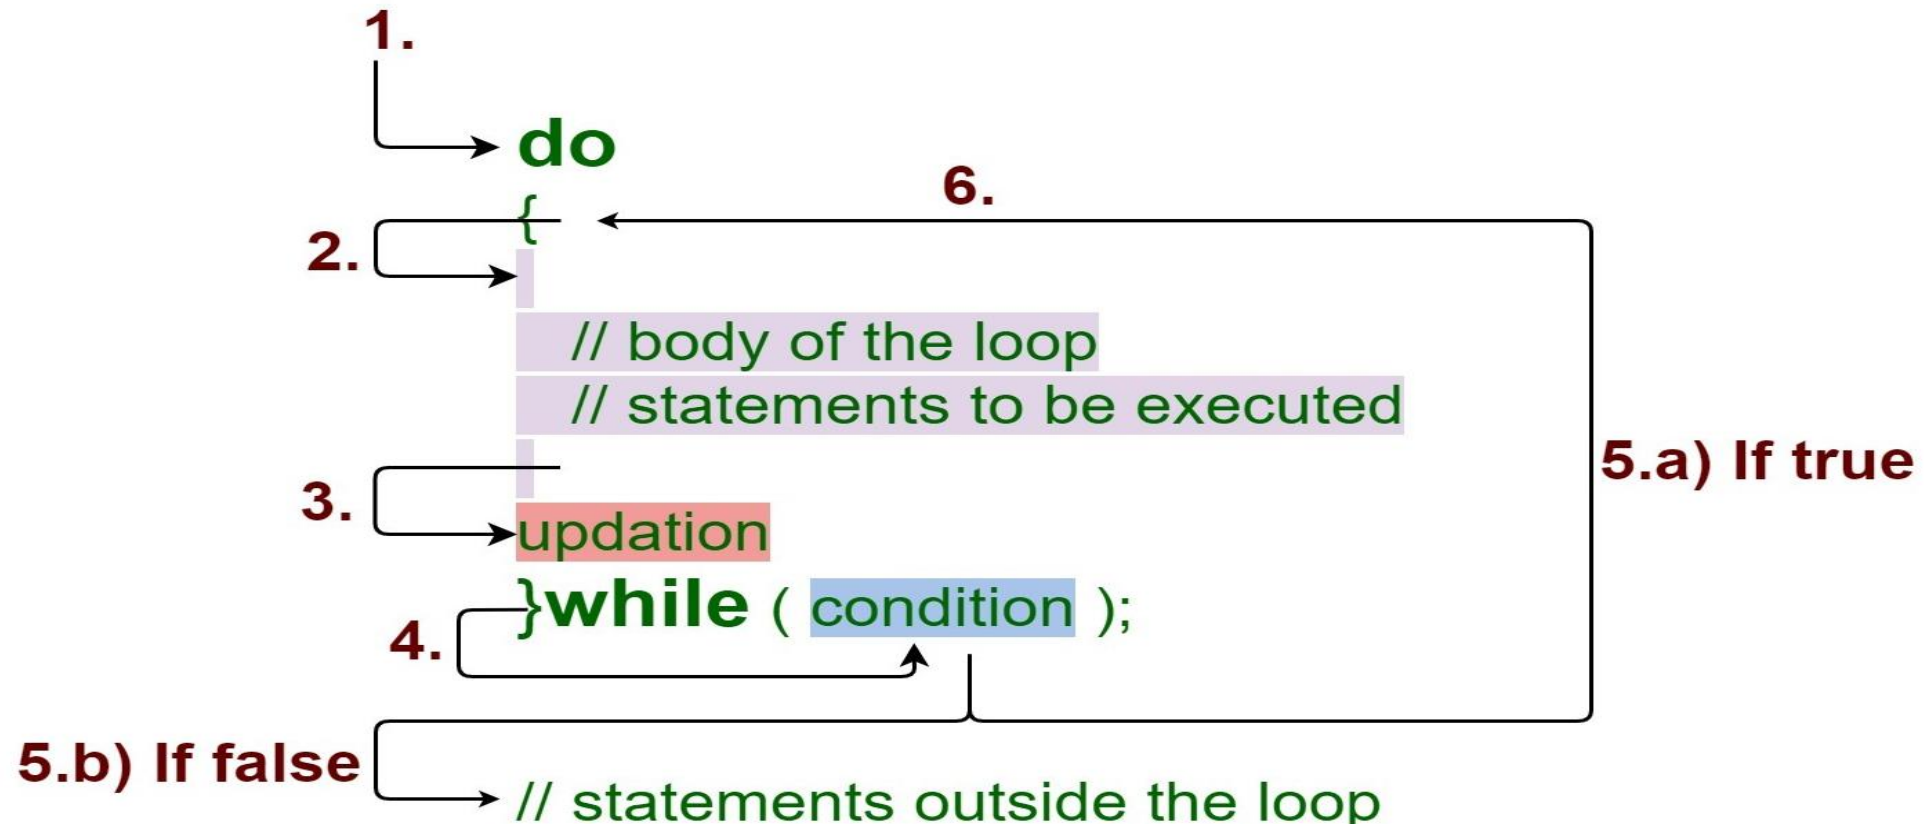 1.
do
6.
{
2.
// body of the loop
// statements to be executed
5.a) If true
3.
updation
}while ( condition );
4.
5.b) If false
// statements outside the loop